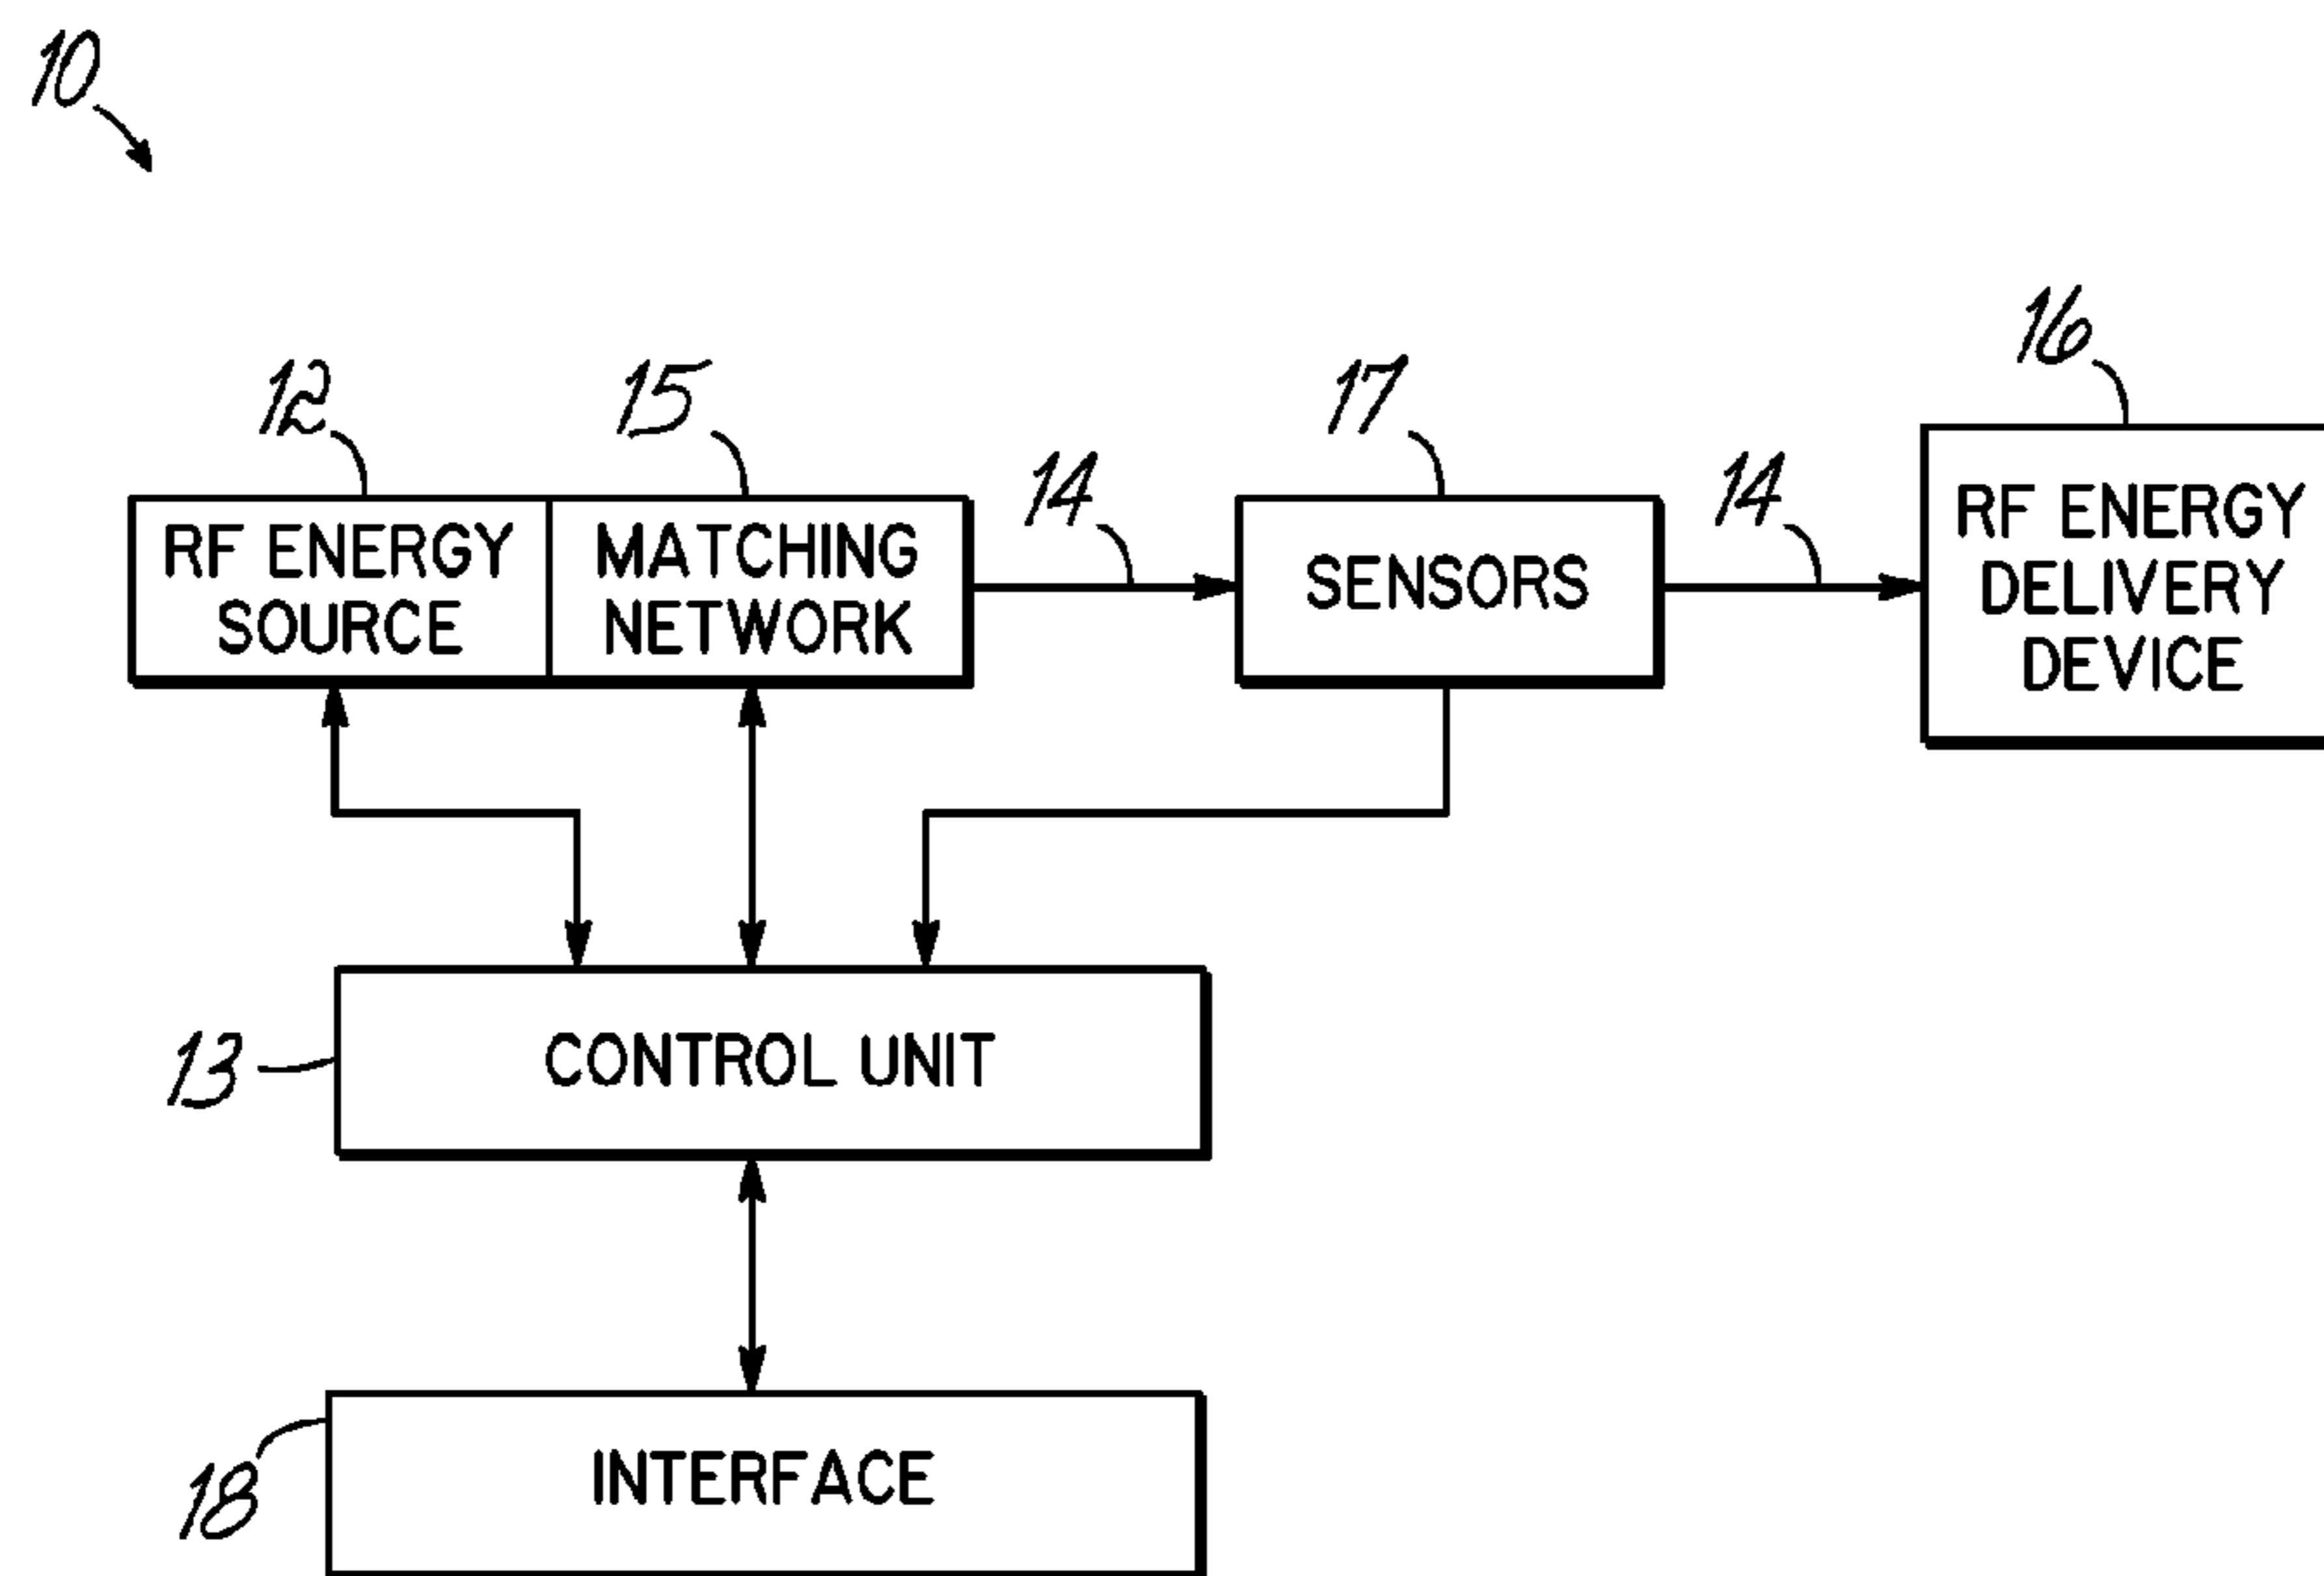 10
12
15
14
17
14
16
RF ENERGY
SOURCE
MATCHING
NETWORK
SENSORS
RF ENERGY
DELIVERY
DEVICE
13
CONTROL UNIT
18
INTERFACE